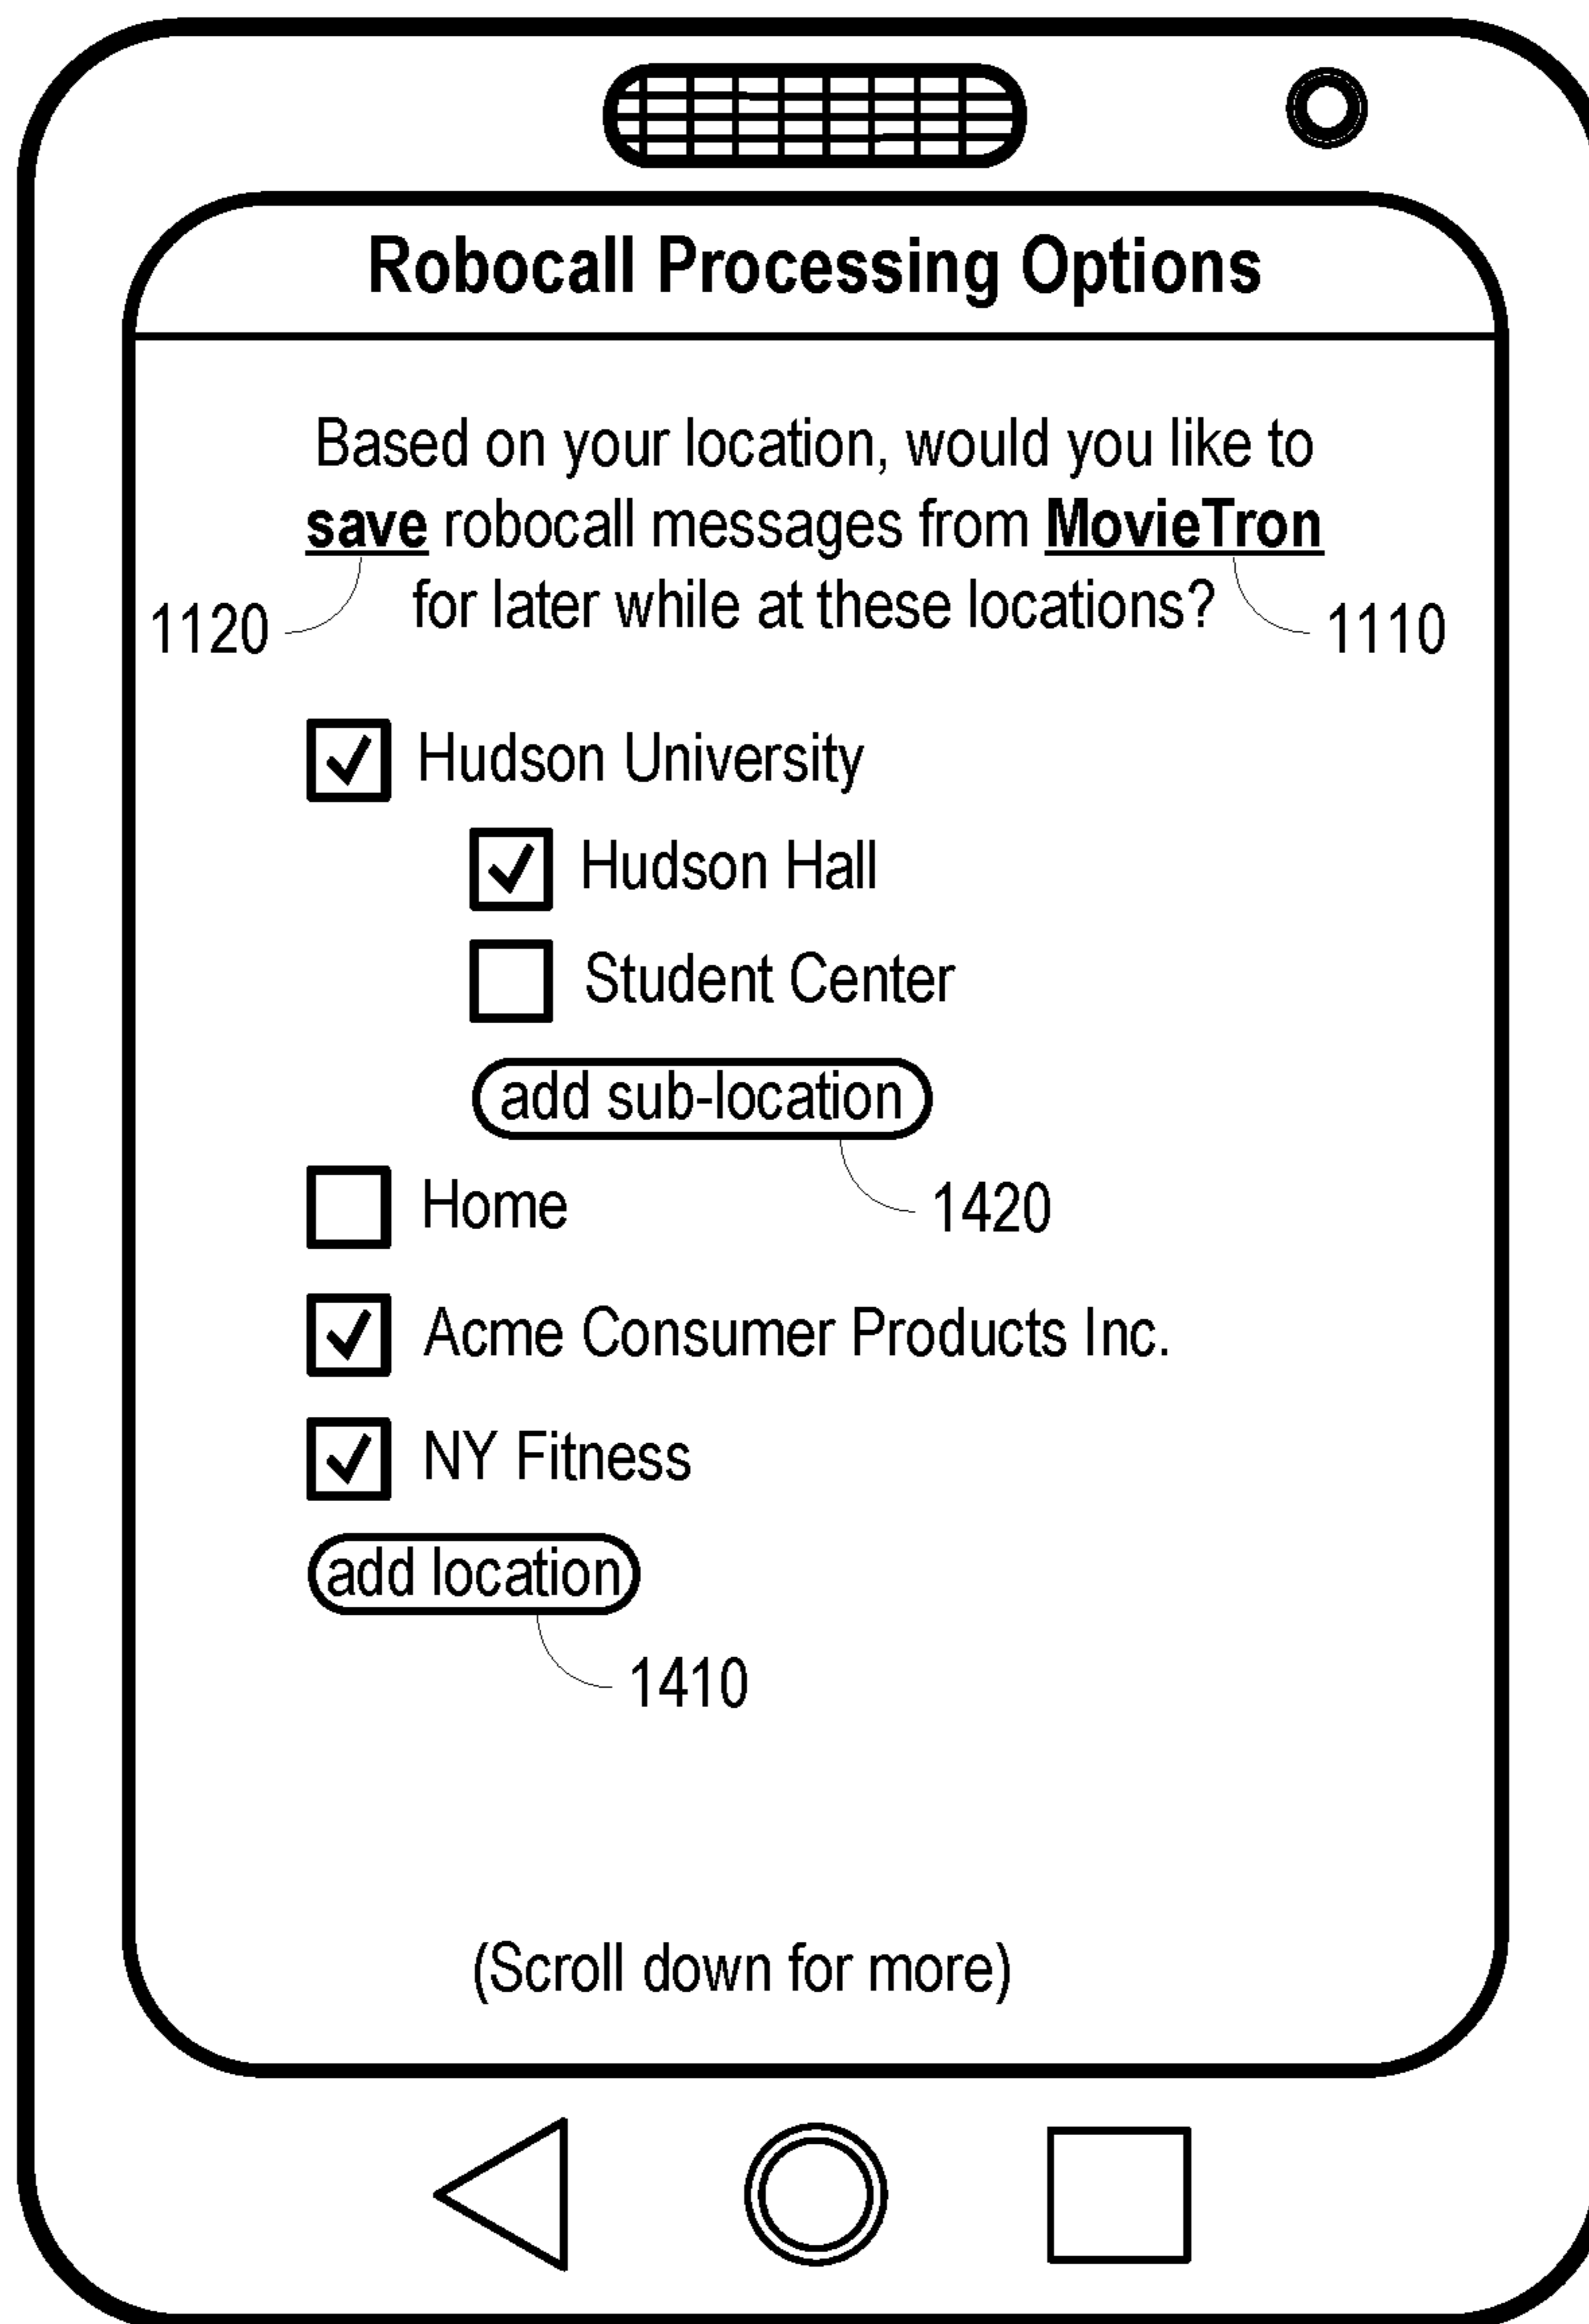 Robocall Processing Options
Based on your location, would you like to
save robocall messages from MovieTron
for later while at these locations?
1120
1110
Hudson University
Hudson Hall
Student Center
add sub-location
1420
Home
Acme Consumer Products Inc.
NY Fitness
add location
1410
(Scroll down for more)